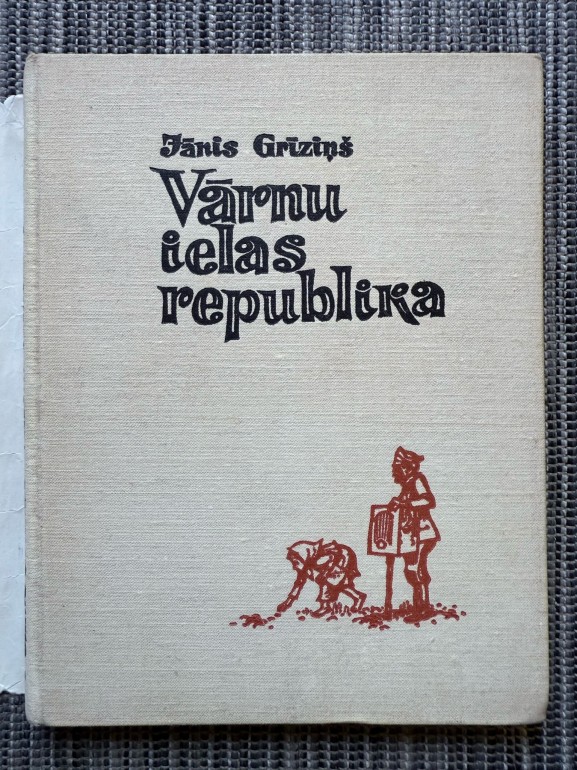 Jānis Grīziņš
Vārnu
ielas
republika